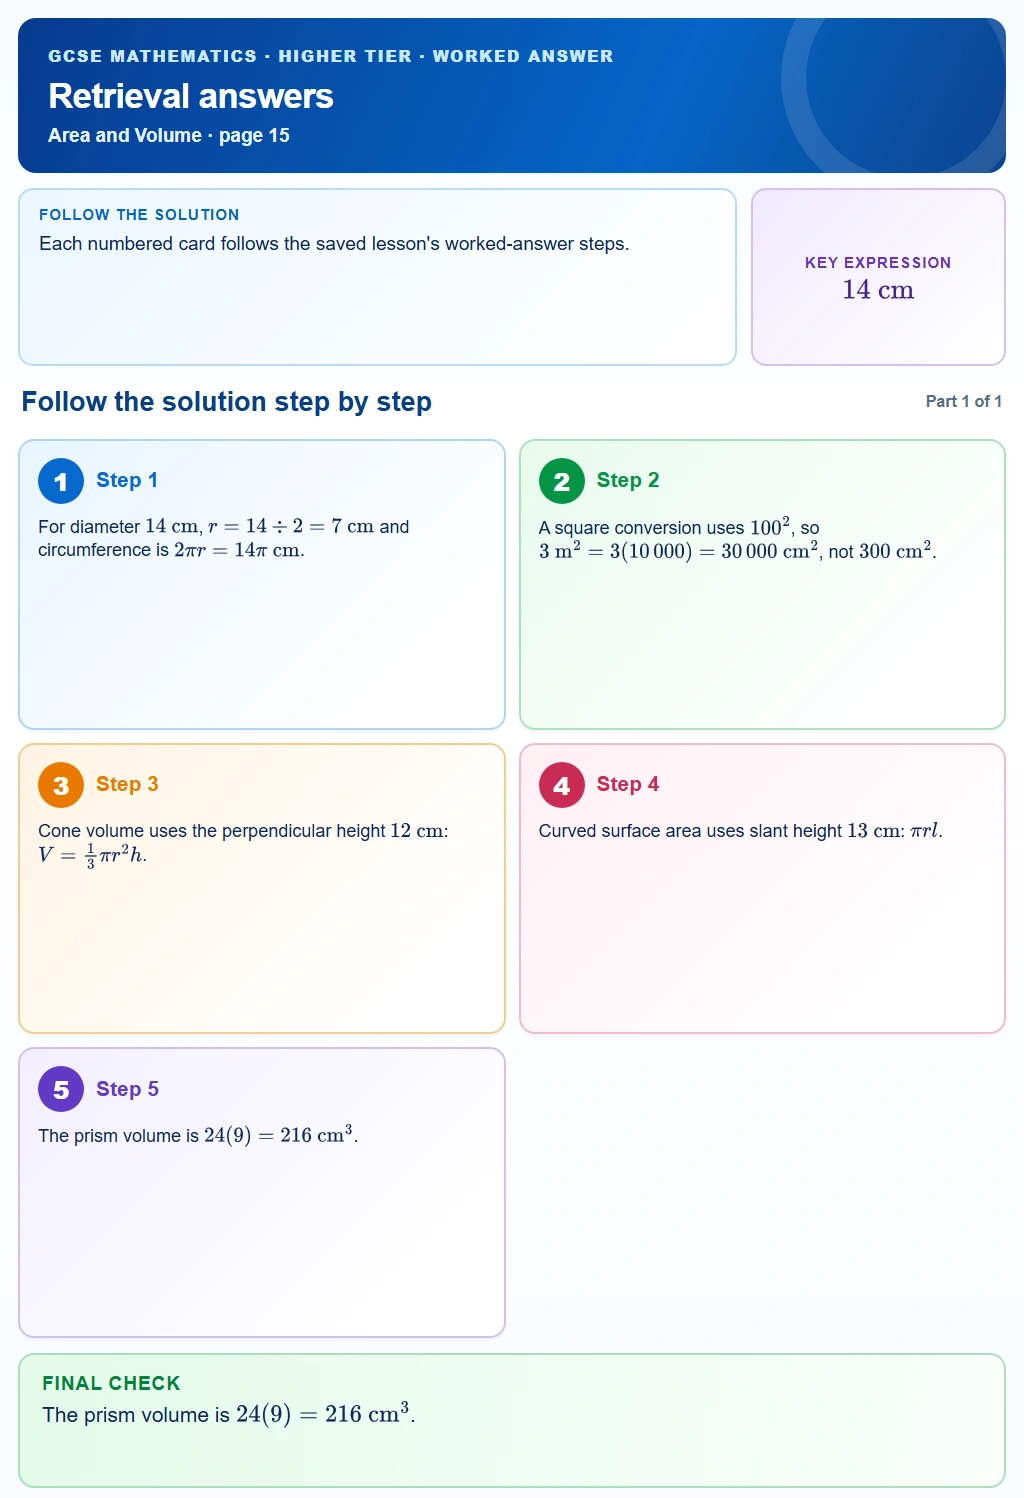 GCSE MATHEMATICS · HIGHER TIER · WORKED ANSWER
Retrieval answers
Area and Volume · page 15
FOLLOW THE SOLUTION
Each numbered card follows the saved lesson's worked-answer steps.
KEY EXPRESSION
14 cm
Follow the solution step by step
Part 1 of 1
1 Step 1
For diameter 14 cm, r = 14 ÷ 2 = 7 cm and
circumference is 2πr = 14π cm.
2 Step 2
A square conversion uses 100², so
3 m² = 3(10 000) = 30 000 cm², not 300 cm².
3 Step 3
Cone volume uses the perpendicular height 12 cm:
V = 1/3 πr²h.
4 Step 4
Curved surface area uses slant height 13 cm: πrl.
5 Step 5
The prism volume is 24(9) = 216 cm³.
FINAL CHECK
The prism volume is 24(9) = 216 cm³.